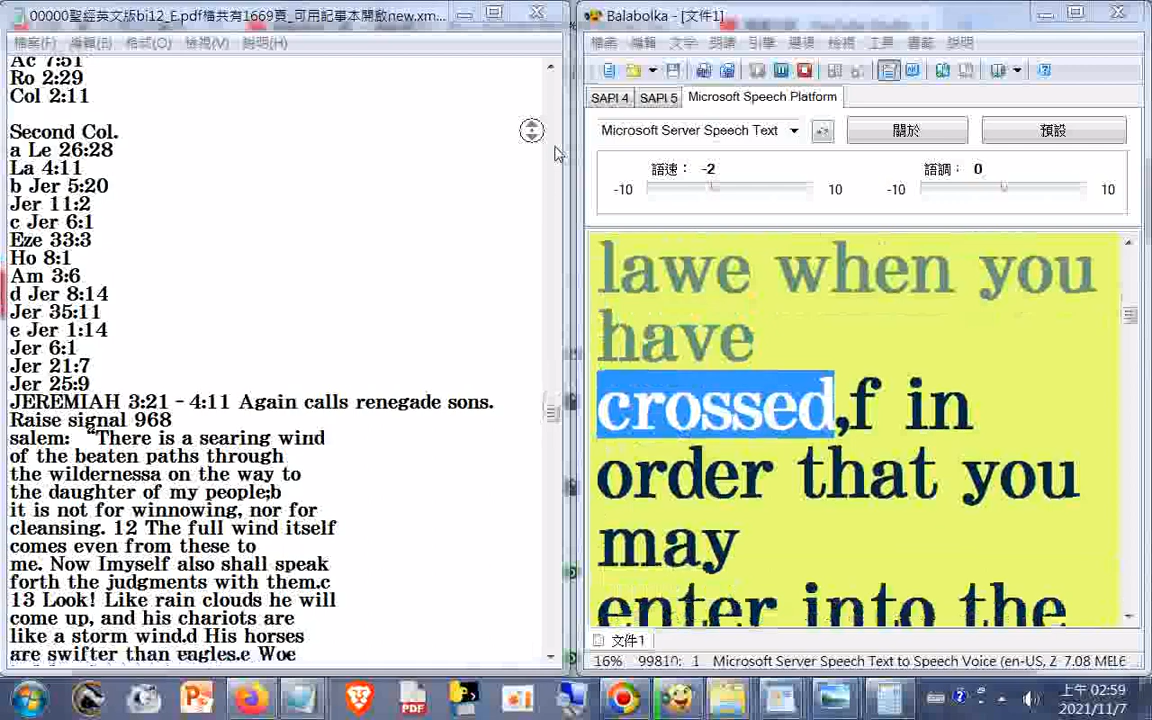 00000聖經英文版bi12_E.pdf檔共有1669頁_可用記事本開啟new.xm...
檔案(F) 編輯(E) 格式(O) 檢視(V) 說明(H)
Ac 7:51
Ro 2:29
Col 2:11
Second Col.
a Le 26:28
La 4:11
b Jer 5:20
Jer 11:2
c Jer 6:1
Eze 33:3
Ho 8:1
Am 3:6
d Jer 8:14
Jer 35:11
e Jer 1:14
Jer 6:1
Jer 21:7
Jer 25:9
JEREMIAH 3:21 – 4:11 Again calls renegade sons.
Raise signal 968
salem: “There is a searing wind
of the beaten paths through
the wildernessa on the way to
the daughter of my people;b
it is not for winnowing, nor for
cleansing. 12 The full wind itself
comes even from these to
me. Now Imyself also shall speak
forth the judgments with them.c
13 Look! Like rain clouds he will
come up, and his chariots are
like a storm wind.d His horses
are swifter than eagles.e Woe
Balabolka - [文件1]
檔案 編輯 文字 朗讀 引擎 選項 檢視 工具 書籤 說明
SAPI 4 SAPI 5 Microsoft Speech Platform
Microsoft Server Speech Text 關於 預設
語速： -2 語調： 0
-10 10 -10 10
lawe when you
have
crossed,f in
order that you
may
enter into the
文件1
16% 99810: 1 Microsoft Server Speech Text to Speech Voice (en-US, Z 7.08 МЕБ
PDF
上午 02:59
2021/11/7